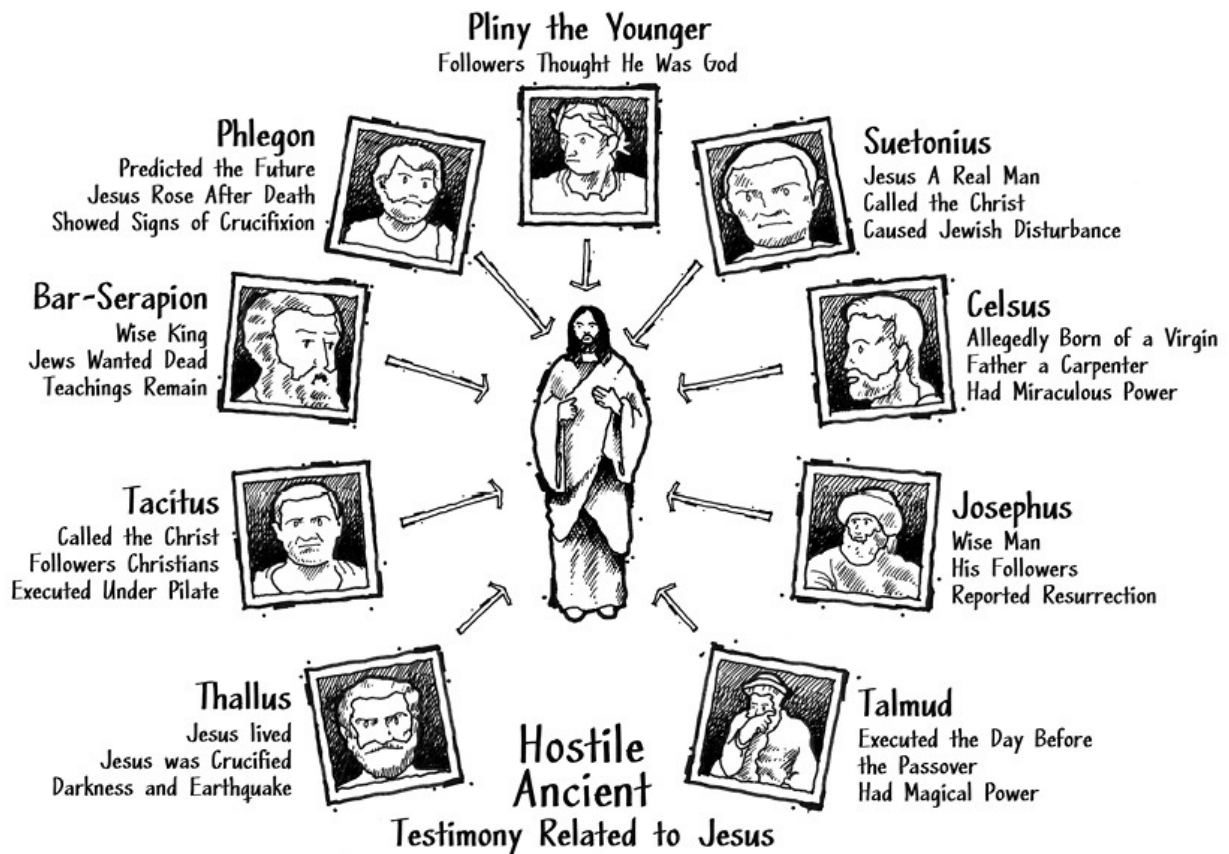 Pliny the Younger
Followers Thought He Was God
Phlegon
Predicted the Future
Jesus Rose After Death
Showed Signs of Crucifixion
Suetonius
Jesus A Real Man
Called the Christ
Caused Jewish Disturbance
Bar-Serapion
Wise King
Jews Wanted Dead
Teachings Remain
Celsus
Allegedly Born of a Virgin
Father a Carpenter
Had Miraculous Power
Tacitus
Called the Christ
Followers Christians
Executed Under Pilate
Josephus
Wise Man
His Followers
Reported Resurrection
Thallus
Jesus lived
Jesus was Crucified
Darkness and Earthquake
Talmud
Executed the Day Before
the Passover
Had Magical Power
Hostile
Ancient
Testimony Related to Jesus